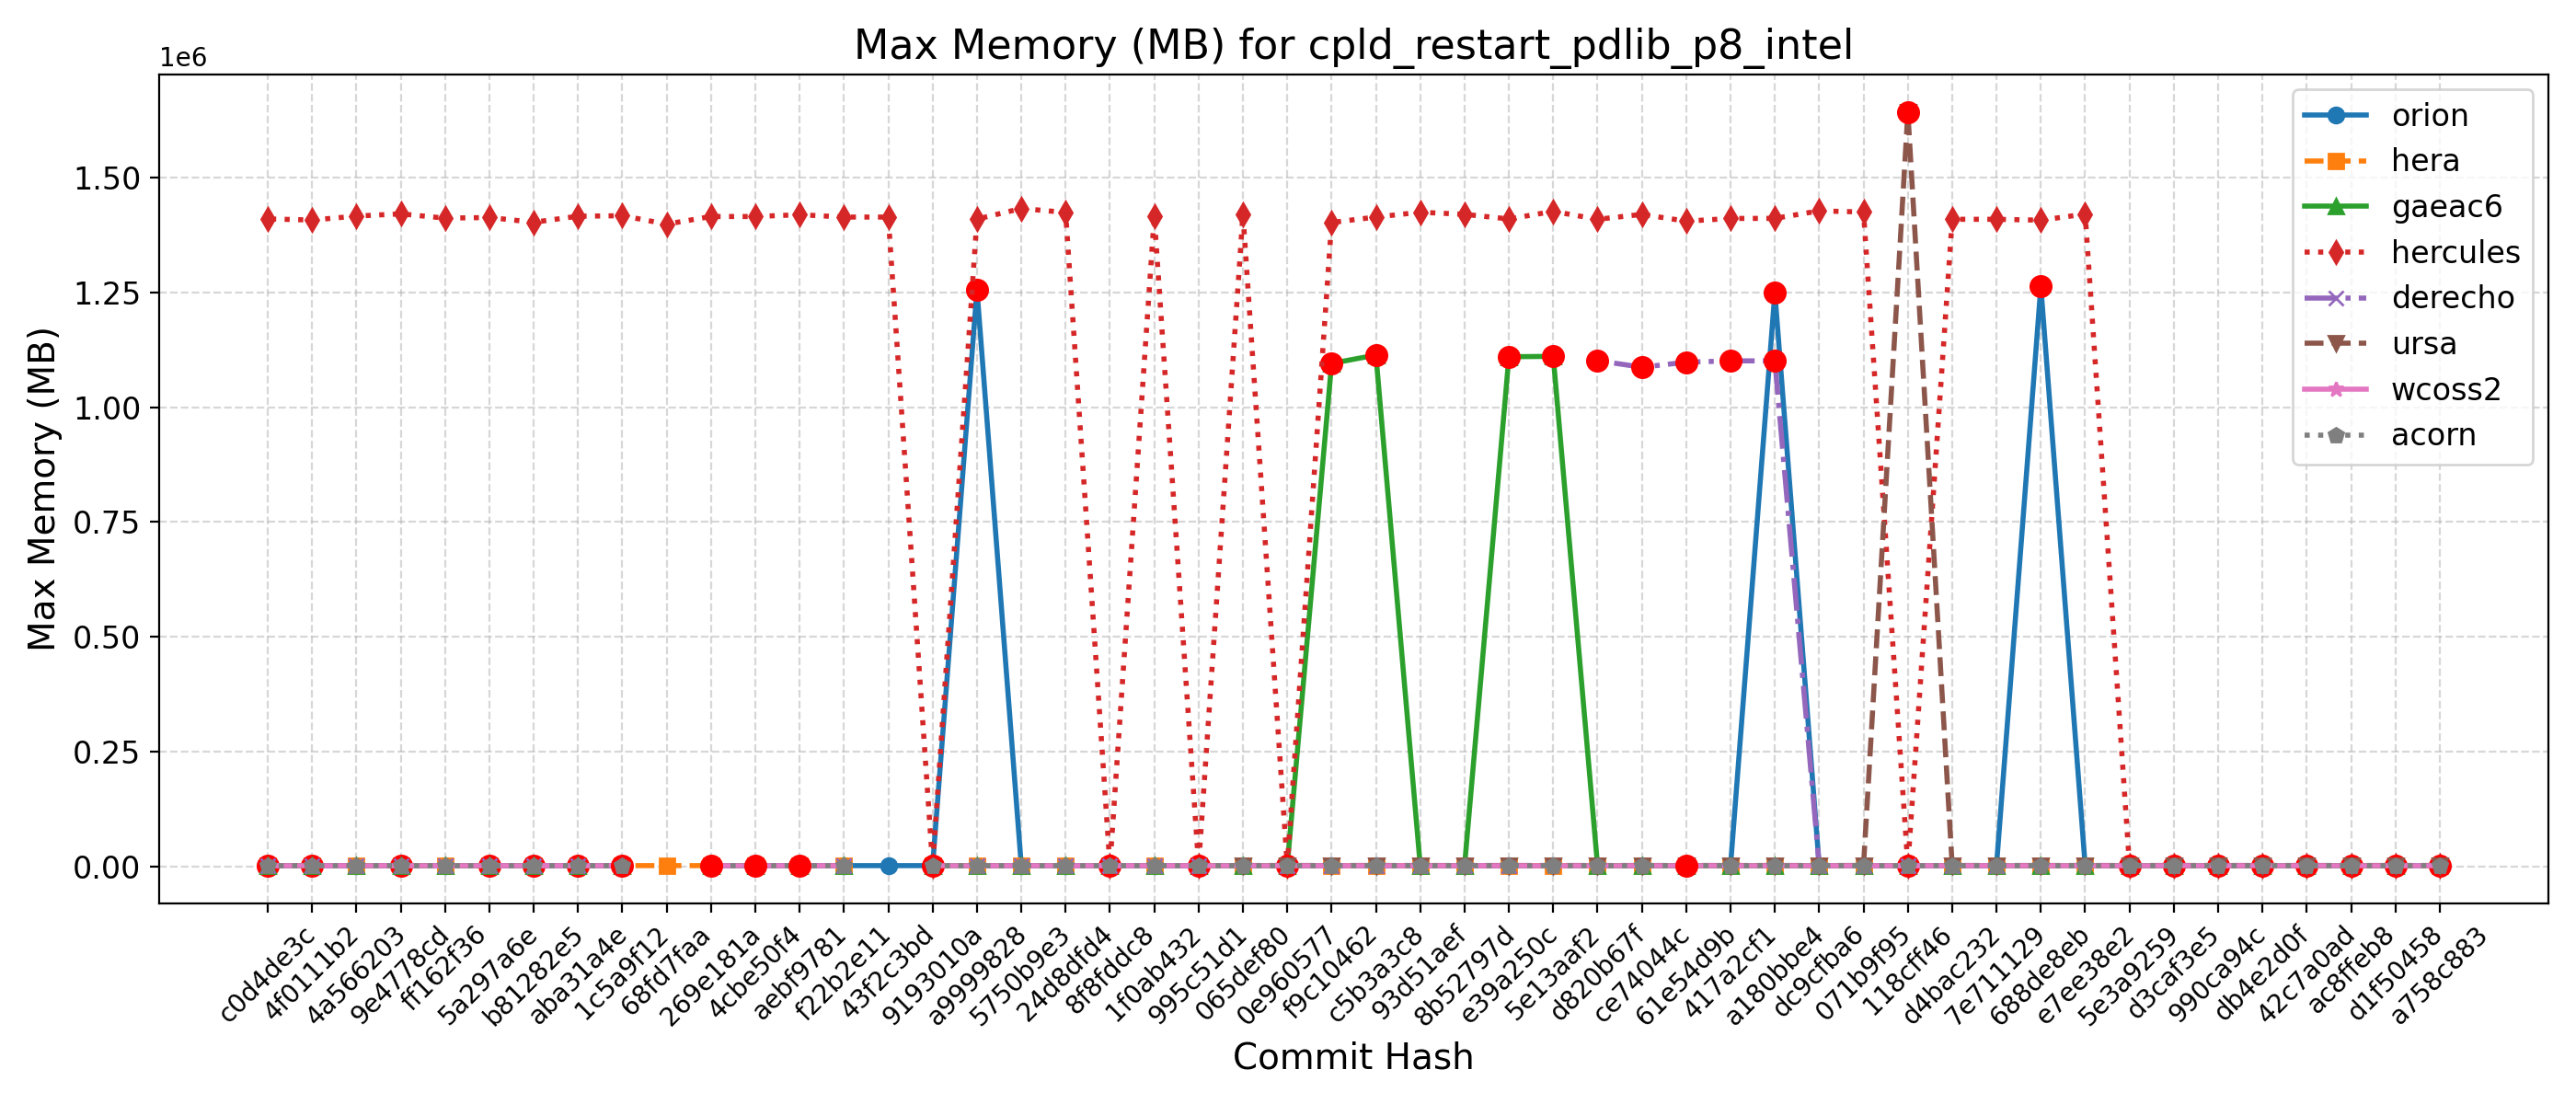 Max Memory (MB) for cpld_restart_pdlib_p8_intel
1e6
1.50
1.25
1.00
0.75
0.50
0.25
0.00
Max Memory (MB)
orion
hera
gaeac6
hercules
derecho
ursa
wcoss2
acorn
c0d4de3c
4f0111b2
4a566203
9e4778cd
ff162f36
5a297a6e
b81282e5
aba31a4e
1c5a9f12
68fd7faa
269e181a
4cbe50f4
aebf9781
f22b2e11
43f2c3bd
9193010a
a9999828
5750b9e3
24d8dfd4
8f8fddc8
1f0ab432
995c51d1
065def80
0e960577
f9c10462
c5b3a3c8
93d51aef
8b52797d
e39a250c
5e13aaf2
d820b67f
ce74044c
61e54d9b
417a2cf1
a180bbe4
dc9cfba6
071b9f95
118cff46
d4bac232
7e711129
688de8eb
e7ee38e2
5e3a9259
d3caf3e5
990ca94c
db4e2d0f
42c7a0ad
ac8ffeb8
d1f50458
a758c883
Commit Hash